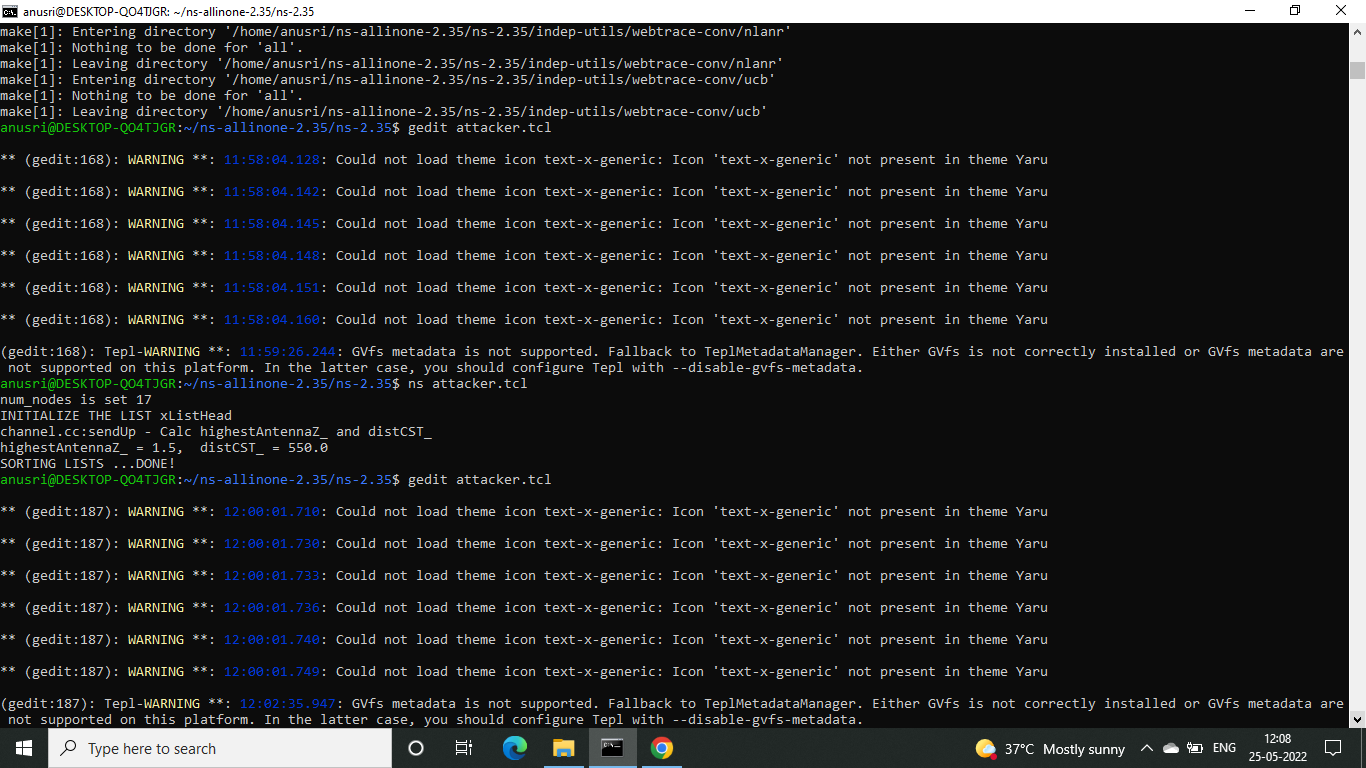 anusri@DESKTOP-QO4TJGR: ~/ns-allinone-2.35/ns-2.35
make[1]: Entering directory '/home/anusri/ns-allinone-2.35/ns-2.35/indep-utils/webtrace-conv/nlanr'
make[1]: Nothing to be done for 'all'.
make[1]: Leaving directory '/home/anusri/ns-allinone-2.35/ns-2.35/indep-utils/webtrace-conv/nlanr'
make[1]: Entering directory '/home/anusri/ns-allinone-2.35/ns-2.35/indep-utils/webtrace-conv/ucb'
make[1]: Nothing to be done for 'all'.
make[1]: Leaving directory '/home/anusri/ns-allinone-2.35/ns-2.35/indep-utils/webtrace-conv/ucb'
anusri@DESKTOP-QO4TJGR:~/ns-allinone-2.35/ns-2.35$ gedit attacker.tcl
** (gedit:168): WARNING **: 11:58:04.128: Could not load theme icon text-x-generic: Icon 'text-x-generic' not present in theme Yaru
** (gedit:168): WARNING **: 11:58:04.142: Could not load theme icon text-x-generic: Icon 'text-x-generic' not present in theme Yaru
** (gedit:168): WARNING **: 11:58:04.145: Could not load theme icon text-x-generic: Icon 'text-x-generic' not present in theme Yaru
** (gedit:168): WARNING **: 11:58:04.148: Could not load theme icon text-x-generic: Icon 'text-x-generic' not present in theme Yaru
** (gedit:168): WARNING **: 11:58:04.151: Could not load theme icon text-x-generic: Icon 'text-x-generic' not present in theme Yaru
** (gedit:168): WARNING **: 11:58:04.160: Could not load theme icon text-x-generic: Icon 'text-x-generic' not present in theme Yaru
(gedit:168): Tepl-WARNING **: 11:59:26.244: GVfs metadata is not supported. Fallback to TeplMetadataManager. Either GVfs is not correctly installed or GVfs metadata are
not supported on this platform. In the latter case, you should configure Tepl with --disable-gvfs-metadata.
anusri@DESKTOP-QO4TJGR:~/ns-allinone-2.35/ns-2.35$ ns attacker.tcl
num_nodes is set 17
INITIALIZE THE LIST xListHead
channel.cc:sendUp - Calc highestAntennaZ_ and distCST_
highestAntennaZ_ = 1.5,  distCST_ = 550.0
SORTING LISTS ...DONE!
anusri@DESKTOP-QO4TJGR:~/ns-allinone-2.35/ns-2.35$ gedit attacker.tcl
** (gedit:187): WARNING **: 12:00:01.710: Could not load theme icon text-x-generic: Icon 'text-x-generic' not present in theme Yaru
** (gedit:187): WARNING **: 12:00:01.730: Could not load theme icon text-x-generic: Icon 'text-x-generic' not present in theme Yaru
** (gedit:187): WARNING **: 12:00:01.733: Could not load theme icon text-x-generic: Icon 'text-x-generic' not present in theme Yaru
** (gedit:187): WARNING **: 12:00:01.736: Could not load theme icon text-x-generic: Icon 'text-x-generic' not present in theme Yaru
** (gedit:187): WARNING **: 12:00:01.740: Could not load theme icon text-x-generic: Icon 'text-x-generic' not present in theme Yaru
** (gedit:187): WARNING **: 12:00:01.749: Could not load theme icon text-x-generic: Icon 'text-x-generic' not present in theme Yaru
(gedit:187): Tepl-WARNING **: 12:02:35.947: GVfs metadata is not supported. Fallback to TeplMetadataManager. Either GVfs is not correctly installed or GVfs metadata are
not supported on this platform. In the latter case, you should configure Tepl with --disable-gvfs-metadata.
Type here to search
37°C Mostly sunny
ENG
12:08
25-05-2022